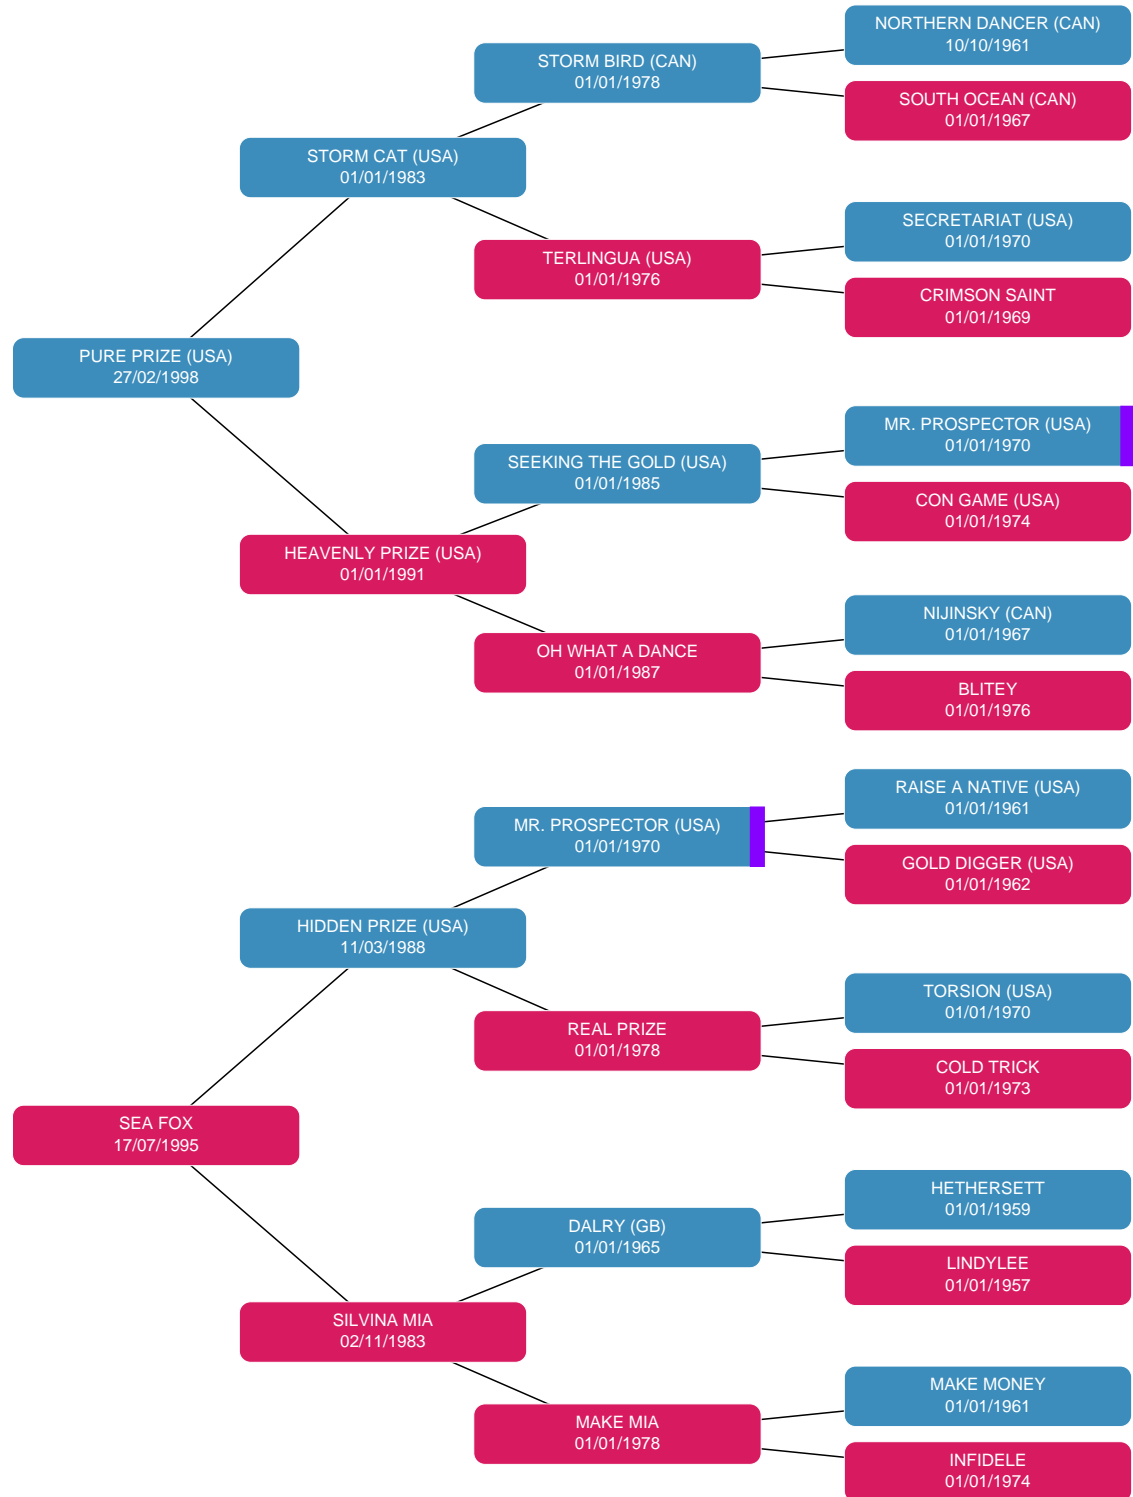 NORTHERN DANCER (CAN)
10/10/1961
STORM BIRD (CAN)
01/01/1978
SOUTH OCEAN (CAN)
01/01/1967
STORM CAT (USA)
01/01/1983
SECRETARIAT (USA)
01/01/1970
TERLINGUA (USA)
01/01/1976
CRIMSON SAINT
01/01/1969
PURE PRIZE (USA)
27/02/1998
MR. PROSPECTOR (USA)
01/01/1970
SEEKING THE GOLD (USA)
01/01/1985
CON GAME (USA)
01/01/1974
HEAVENLY PRIZE (USA)
01/01/1991
NIJINSKY (CAN)
01/01/1967
OH WHAT A DANCE
01/01/1987
BLITEY
01/01/1976
RAISE A NATIVE (USA)
01/01/1961
MR. PROSPECTOR (USA)
01/01/1970
GOLD DIGGER (USA)
01/01/1962
HIDDEN PRIZE (USA)
11/03/1988
TORSION (USA)
01/01/1970
REAL PRIZE
01/01/1978
COLD TRICK
01/01/1973
SEA FOX
17/07/1995
HETHERSETT
01/01/1959
DALRY (GB)
01/01/1965
LINDYLEE
01/01/1957
SILVINA MIA
02/11/1983
MAKE MONEY
01/01/1961
MAKE MIA
01/01/1978
INFIDELE
01/01/1974